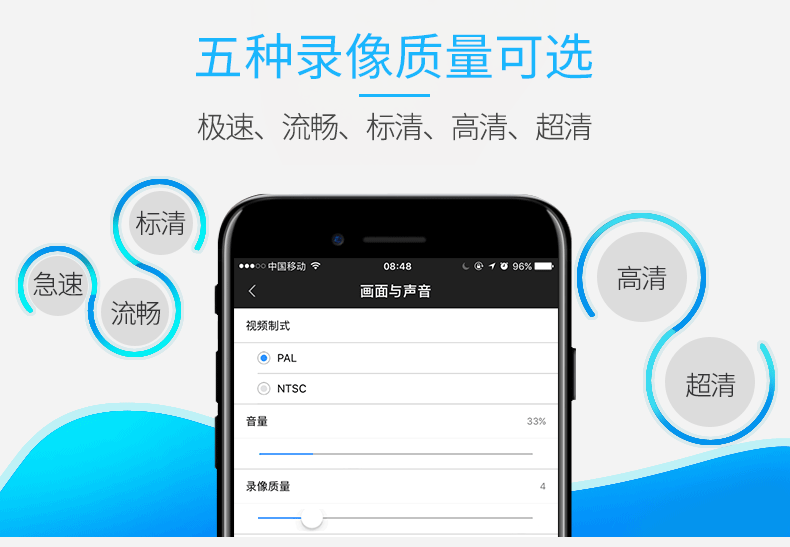 五种录像质量可选
极速、流畅、标清、高清、超清
标清
急速
流畅
高清
超清
中国移动
08:48
96%
画面与声音
视频制式
PAL
NTSC
音量
33%
录像质量
4